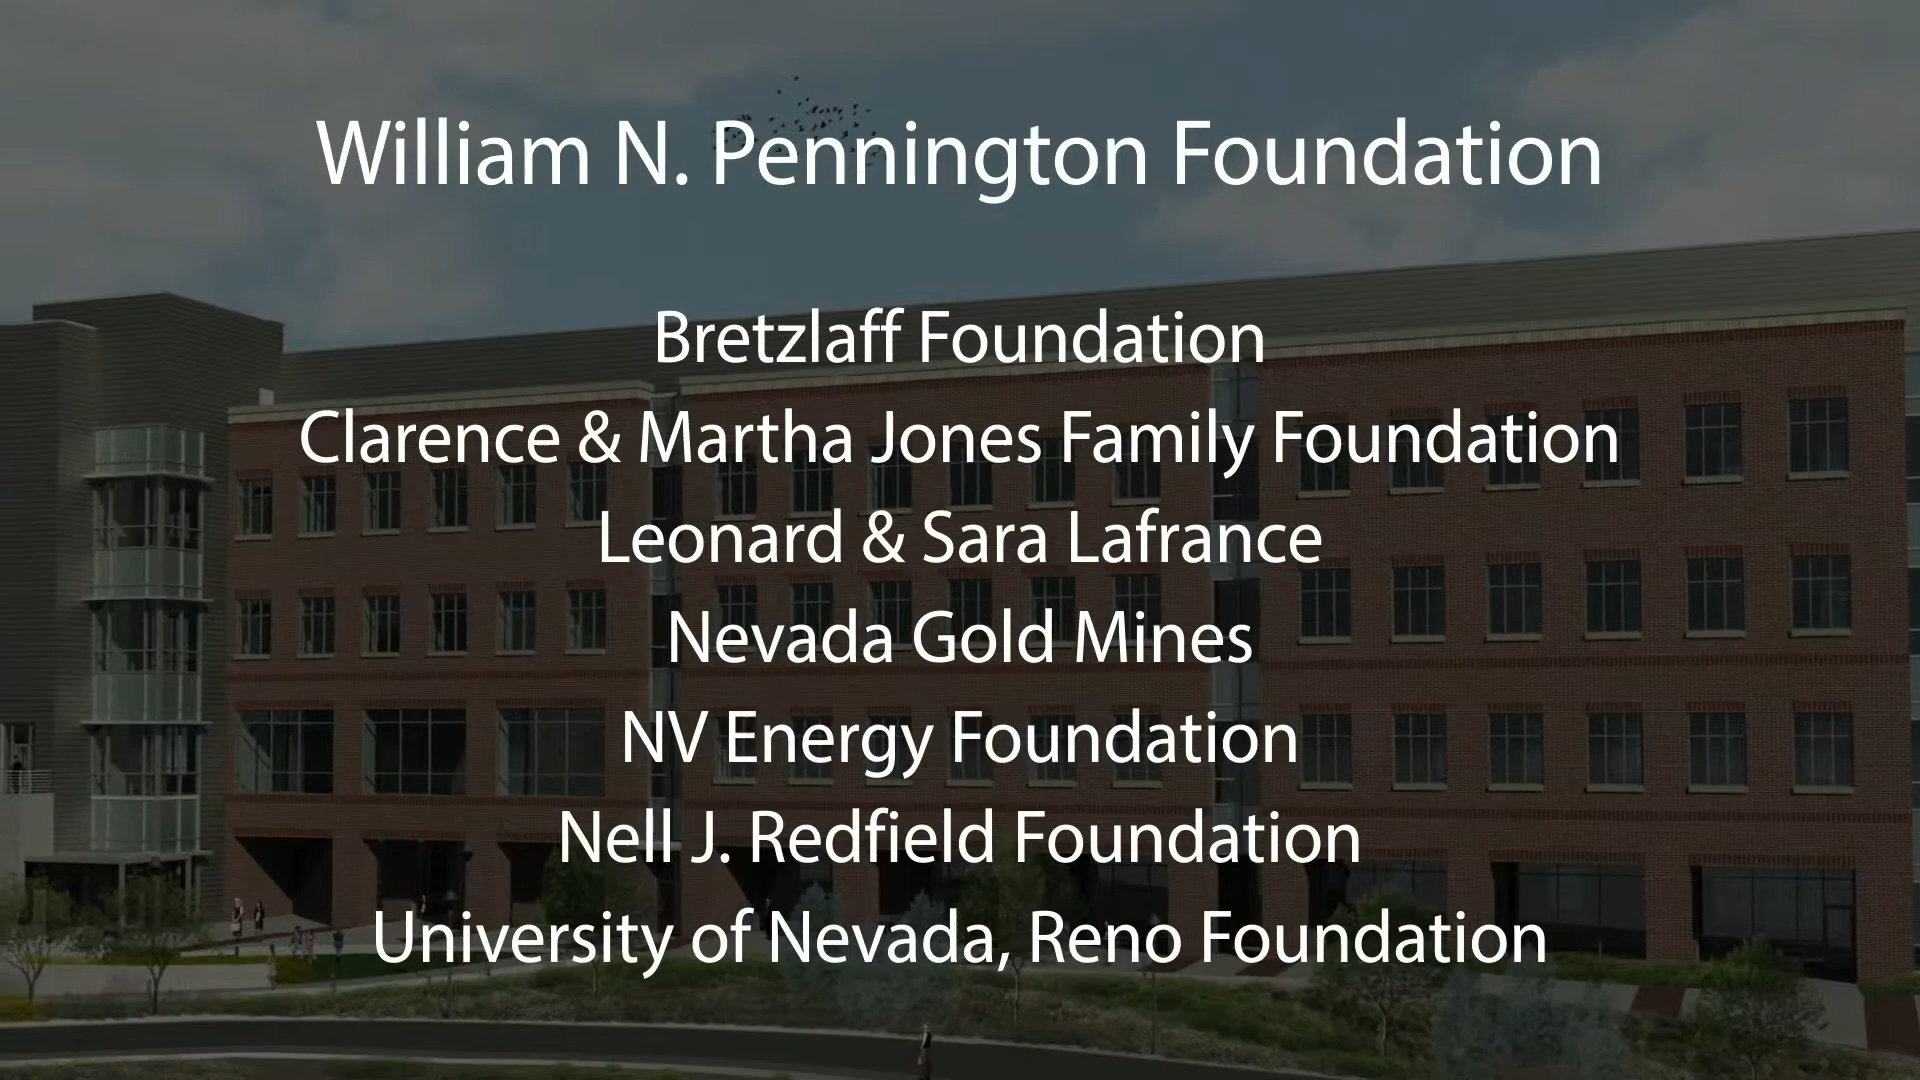 William N. Pennington Foundation
Bretzlaff Foundation
Clarence & Martha Jones Family Foundation
Leonard & Sara Lafrance
Nevada Gold Mines
NV Energy Foundation
Nell J. Redfield Foundation
University of Nevada, Reno Foundation